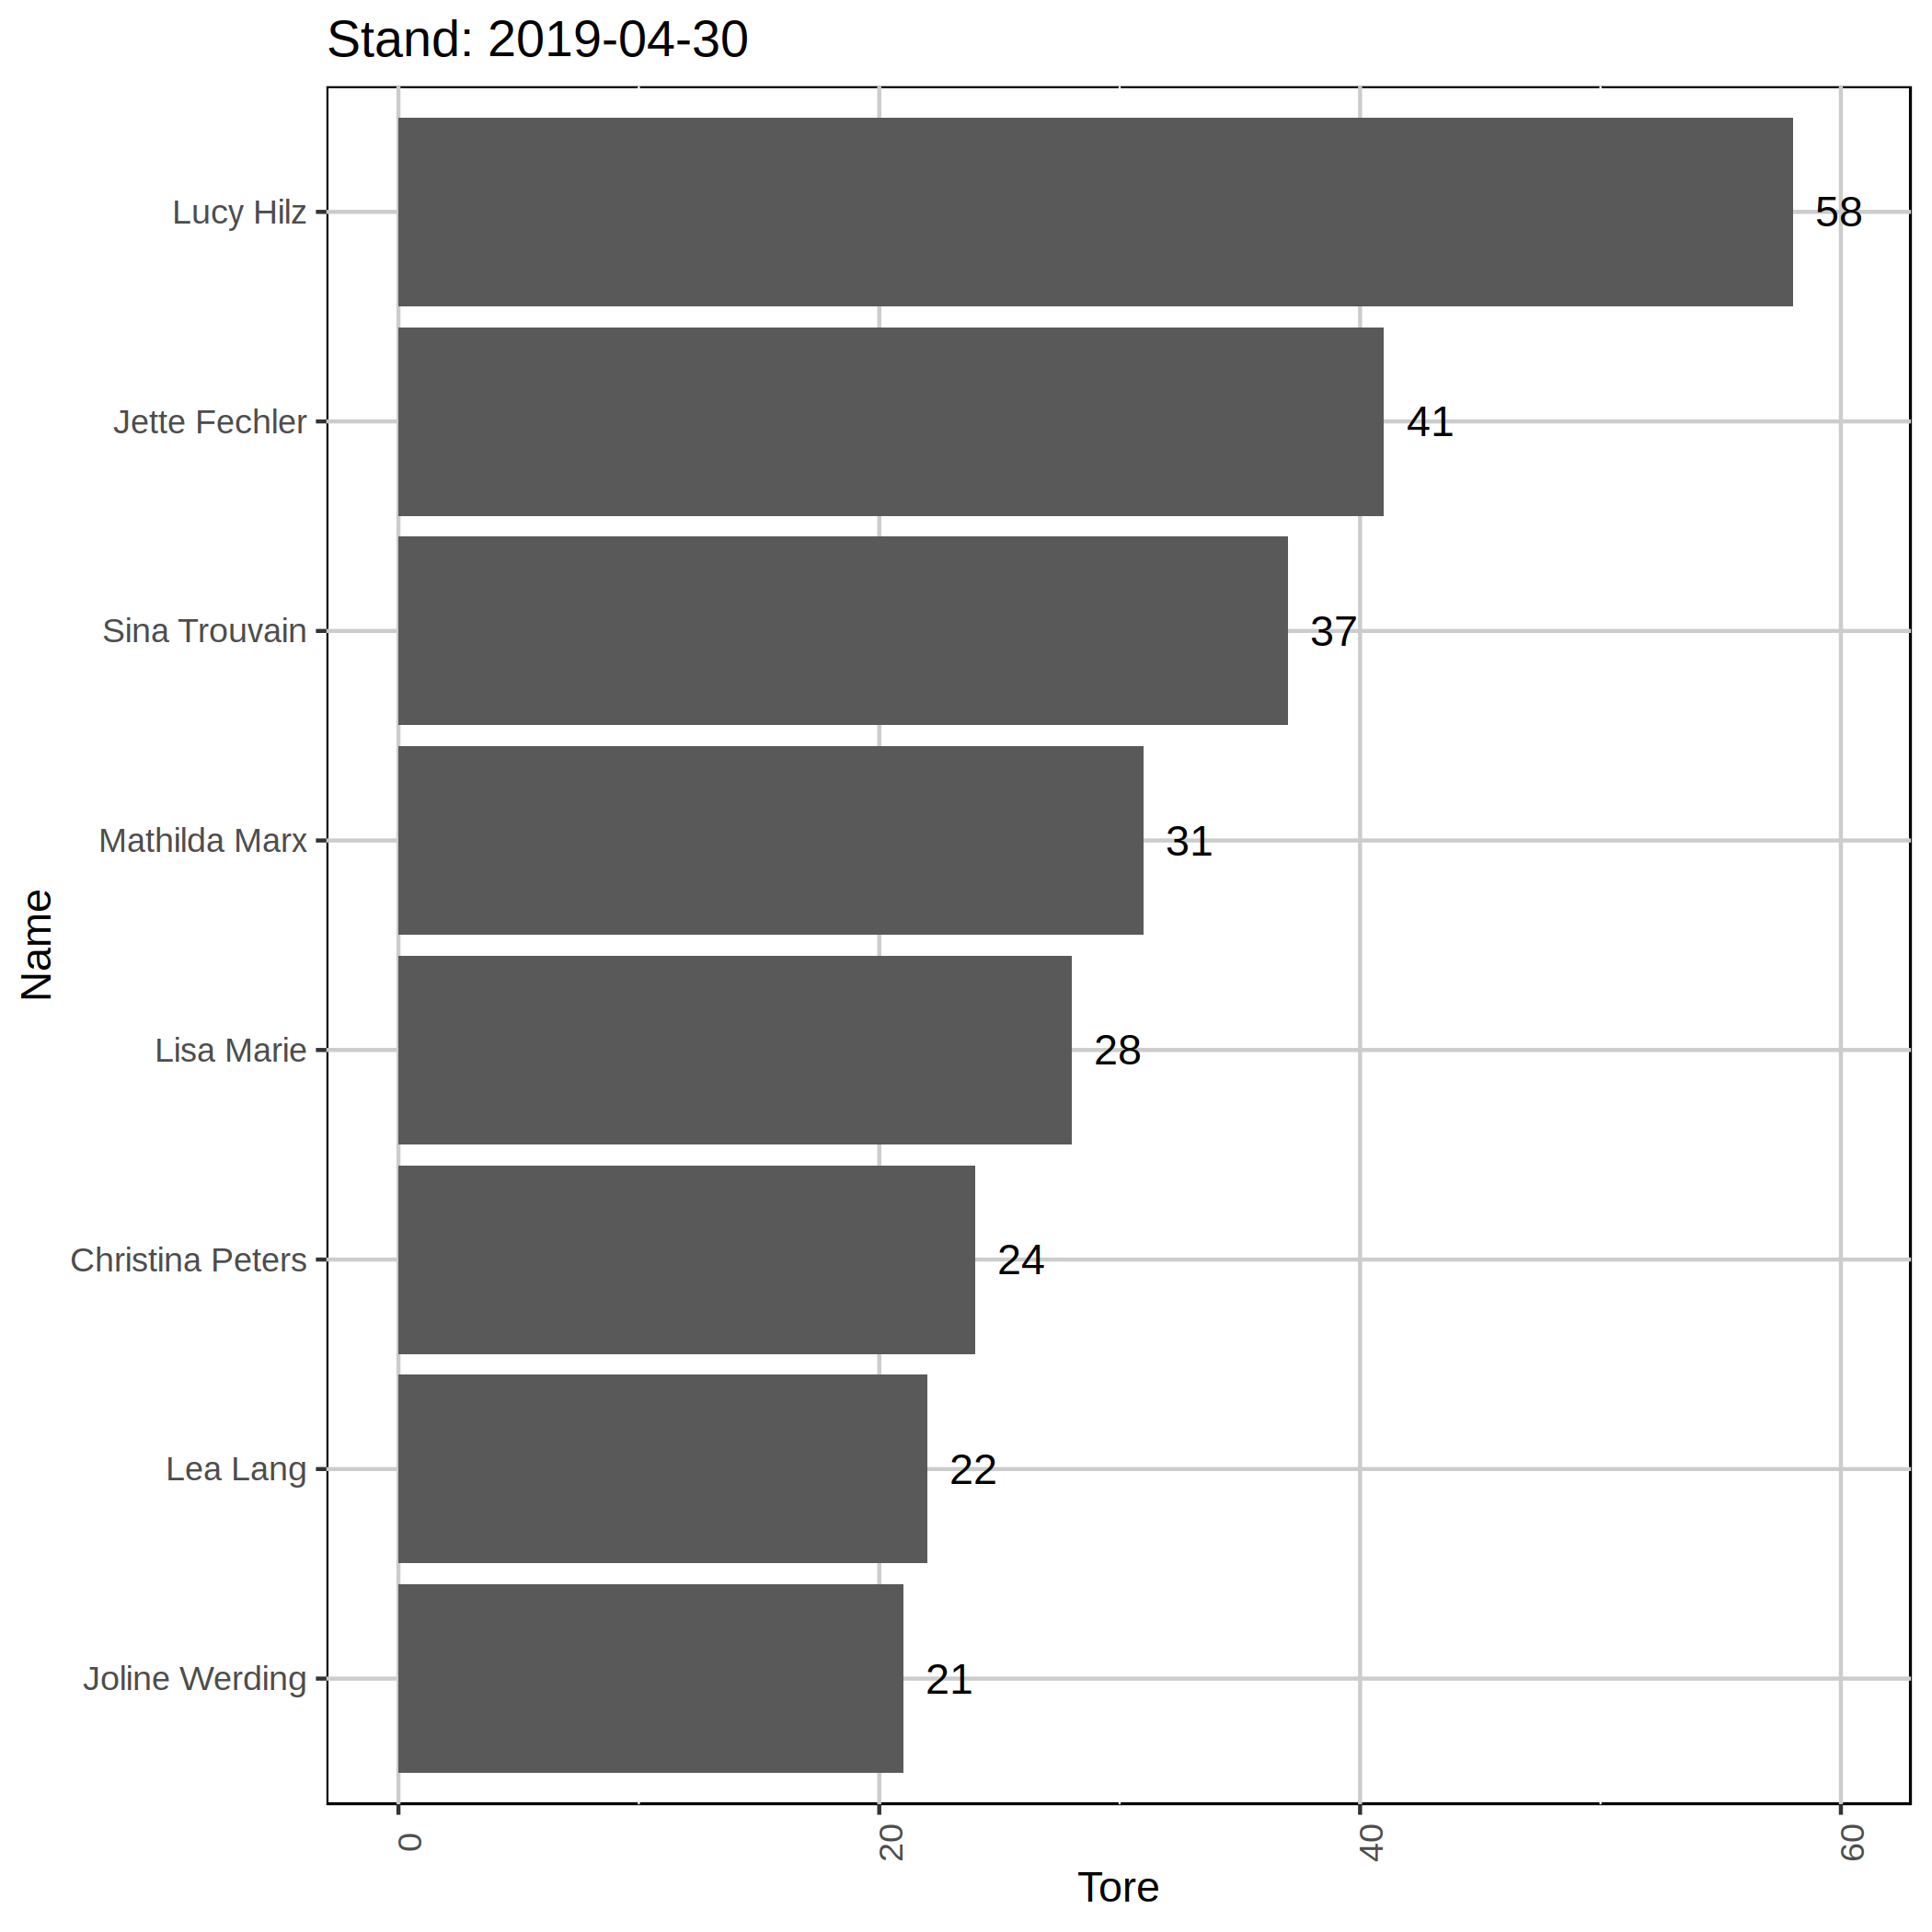 Stand: 2019-04-30
Name
Lucy Hilz
58
Jette Fechler
41
Sina Trouvain
37
Mathilda Marx
31
Lisa Marie
28
Christina Peters
24
Lea Lang
22
Joline Werding
21
0
20
40
60
Tore